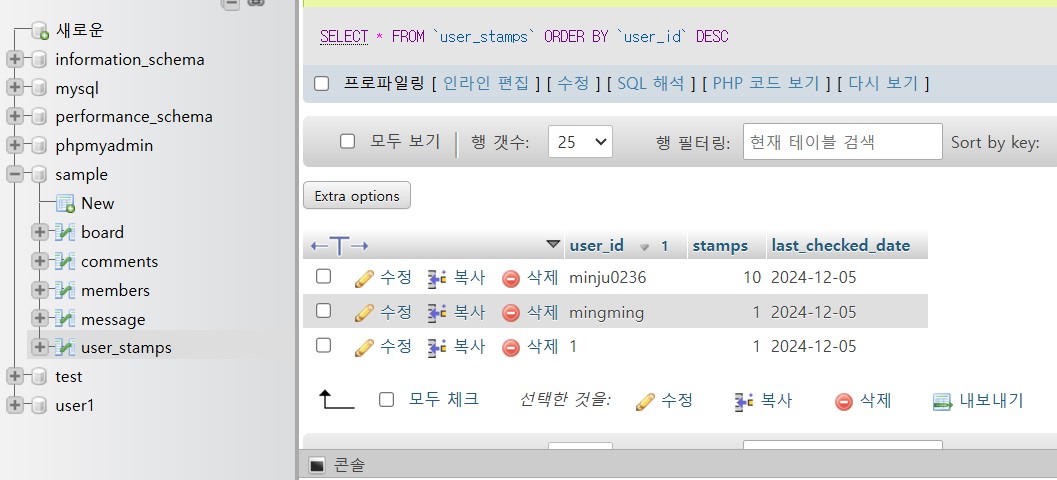 새로운
information_schema
mysql
performance_schema
phpmyadmin
sample
New
board
comments
members
message
user_stamps
test
user1
SELECT * FROM `user_stamps` ORDER BY `user_id` DESC
프로파일링 [ 인라인 편집 ] [ 수정 ] [ SQL 해석 ] [ PHP 코드 보기 ] [ 다시 보기 ]
모두 보기 행 갯수: 25 행 필터링: 현재 테이블 검색 Sort by key:
Extra options
←T→ user_id 1 stamps last_checked_date
수정 복사 삭제 minju0236 10 2024-12-05
수정 복사 삭제 mingming 1 2024-12-05
수정 복사 삭제 1 1 2024-12-05
모두 체크 선택한 것을: 수정 복사 삭제 내보내기
콘솔